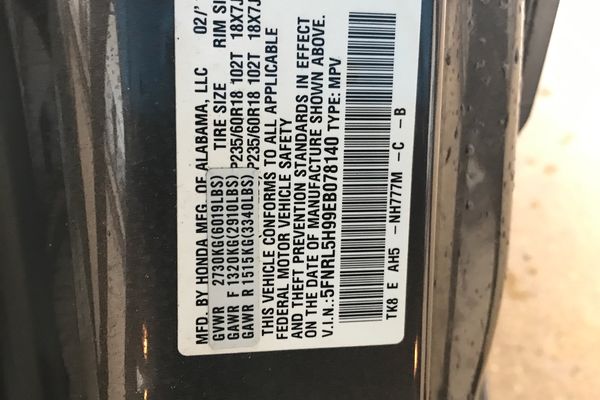 MFD. BY HONDA MFG. OF ALABAMA, LLC 02/
GVWR 2730KG(6019LBS) TIRE SIZE RIM SI
GAWR F 1320KG(2910LBS) P235/60R18 102T 18X7J
GAWR R 1515KG(3340LBS) P235/60R18 102T 18X7J
THIS VEHICLE CONFORMS TO ALL APPLICABLE
FEDERAL MOTOR VEHICLE SAFETY
AND THEFT PREVENTION STANDARDS IN EFFECT
ON THE DATE OF MANUFACTURE SHOWN ABOVE.
V.I.N.:5FNRL5H99EB078140 TYPE: MPV
TK8 E AH5 -NH777M -C -B